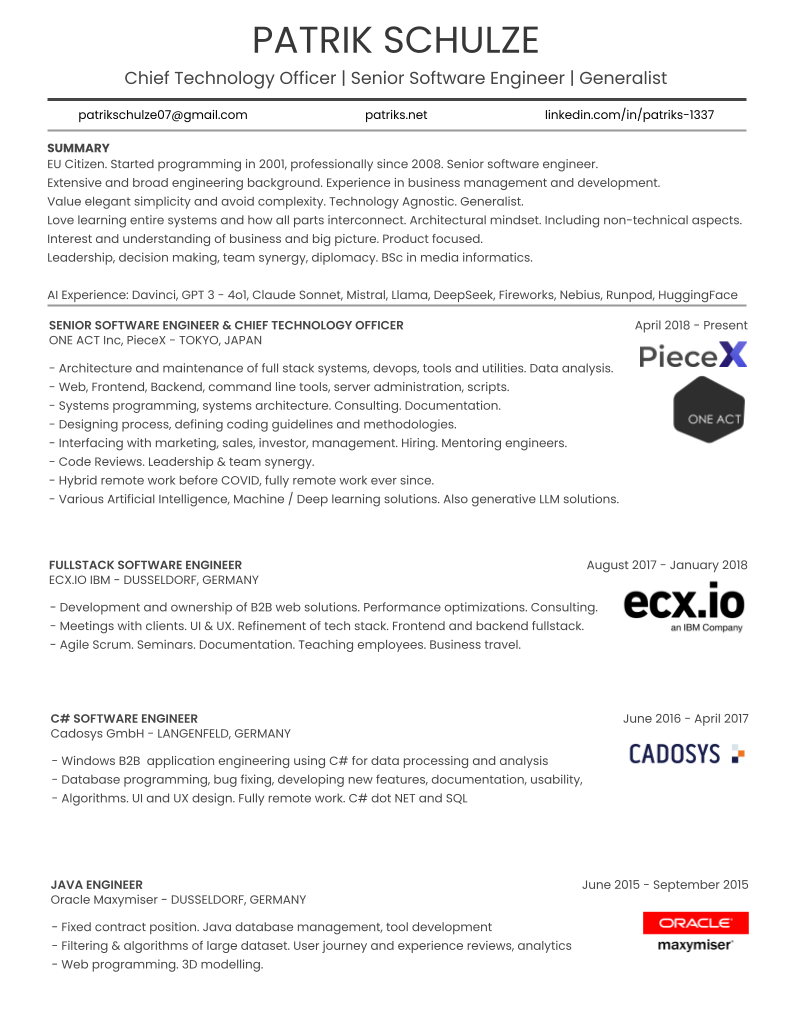 PATRIK SCHULZE
Chief Technology Officer | Senior Software Engineer | Generalist
patrikschulze07@gmail.com patriks.net linkedin.com/in/patriks-1337
SUMMARY
EU Citizen. Started programming in 2001, professionally since 2008. Senior software engineer.
Extensive and broad engineering background. Experience in business management and development.
Value elegant simplicity and avoid complexity. Technology Agnostic. Generalist.
Love learning entire systems and how all parts interconnect. Architectural mindset. Including non-technical aspects.
Interest and understanding of business and big picture. Product focused.
Leadership, decision making, team synergy, diplomacy. BSc in media informatics.
AI Experience: Davinci, GPT 3 - 4o1, Claude Sonnet, Mistral, Llama, DeepSeek, Fireworks, Nebius, Runpod, HuggingFace
SENIOR SOFTWARE ENGINEER & CHIEF TECHNOLOGY OFFICER April 2018 - Present
ONE ACT Inc, PieceX - TOKYO, JAPAN
PieceX
- Architecture and maintenance of full stack systems, devops, tools and utilities. Data analysis.
- Web, Frontend, Backend, command line tools, server administration, scripts.
- Systems programming, systems architecture. Consulting. Documentation.
ONE ACT
- Designing process, defining coding guidelines and methodologies.
- Interfacing with marketing, sales, investor, management. Hiring. Mentoring engineers.
- Code Reviews. Leadership & team synergy.
- Hybrid remote work before COVID, fully remote work ever since.
- Various Artificial Intelligence, Machine / Deep learning solutions. Also generative LLM solutions.
FULLSTACK SOFTWARE ENGINEER August 2017 - January 2018
ECX.IO IBM - DUSSELDORF, GERMANY
ecx.io
an IBM Company
- Development and ownership of B2B web solutions. Performance optimizations. Consulting.
- Meetings with clients. UI & UX. Refinement of tech stack. Frontend and backend fullstack.
- Agile Scrum. Seminars. Documentation. Teaching employees. Business travel.
C# SOFTWARE ENGINEER June 2016 - April 2017
Cadosys GmbH - LANGENFELD, GERMANY
CADOSYS
- Windows B2B  application engineering using C# for data processing and analysis
- Database programming, bug fixing, developing new features, documentation, usability,
- Algorithms. UI and UX design. Fully remote work. C# dot NET and SQL
JAVA ENGINEER June 2015 - September 2015
Oracle Maxymiser - DUSSELDORF, GERMANY
ORACLE
maxymiser
- Fixed contract position. Java database management, tool development
- Filtering & algorithms of large dataset. User journey and experience reviews, analytics
- Web programming. 3D modelling.